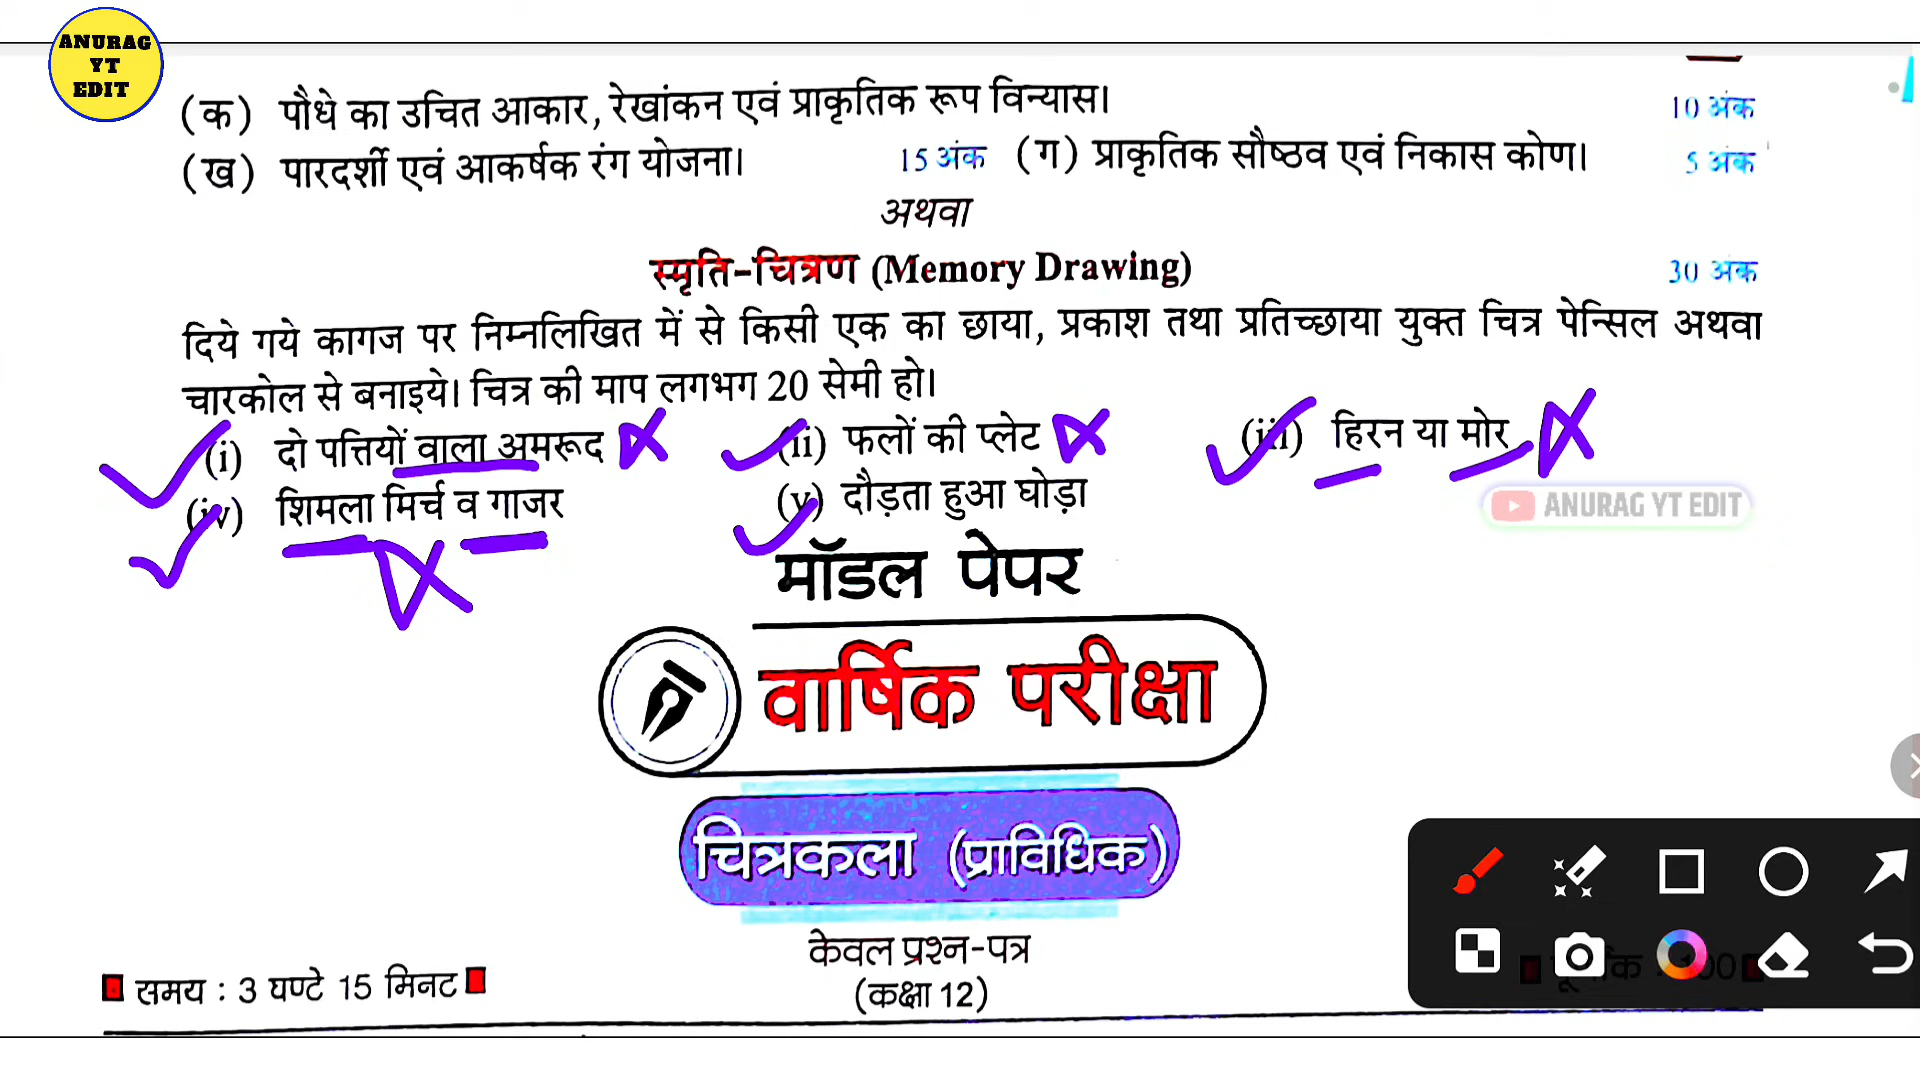 ANURAG
YT
EDIT
(क) पौधे का उचित आकार, रेखांकन एवं प्राकृतिक रूप विन्यास। 10 अंक
(ख) पारदर्शी एवं आकर्षक रंग योजना। 15 अंक (ग) प्राकृतिक सौष्ठव एवं निकास कोण। 5 अंक
अथवा
स्मृति-चित्रण (Memory Drawing) 30 अंक
दिये गये कागज पर निम्नलिखित में से किसी एक का छाया, प्रकाश तथा प्रतिच्छाया युक्त चित्र पेन्सिल अथवा
चारकोल से बनाइये। चित्र की माप लगभग 20 सेमी हो।
(i) दो पत्तियों वाला अमरूद (ii) फलों की प्लेट (iii) हिरन या मोर
(iv) शिमला मिर्च व गाजर (v) दौड़ता हुआ घोड़ा
ANURAG YT EDIT
मॉडल पेपर
वार्षिक परीक्षा
चित्रकला (प्राविधिक)
केवल प्रश्न-पत्र
समय : 3 घण्टे 15 मिनट (कक्षा 12) पूर्णांक : 100